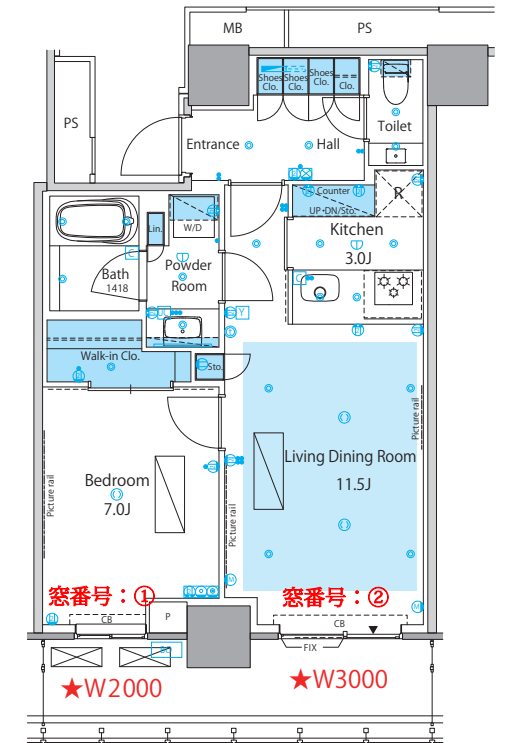 MB
PS
Shoes Clo.
Shoes Clo.
Shoes Clo.
Clo.
PS
Toilet
Entrance
Hall
Counter
UP・DN/Sto.
R
Kitchen
3.0J
Lin.
W/D
Bath
1418
C
Powder
Room
Y
Walk-in Clo.
Sto.
Picture rail
Living Dining Room
11.5J
Bedroom
7.0J
Picture rail
Picture rail
M
M
窓番号：①
窓番号：②
CB
P
CB
FIX
★W2000
★W3000